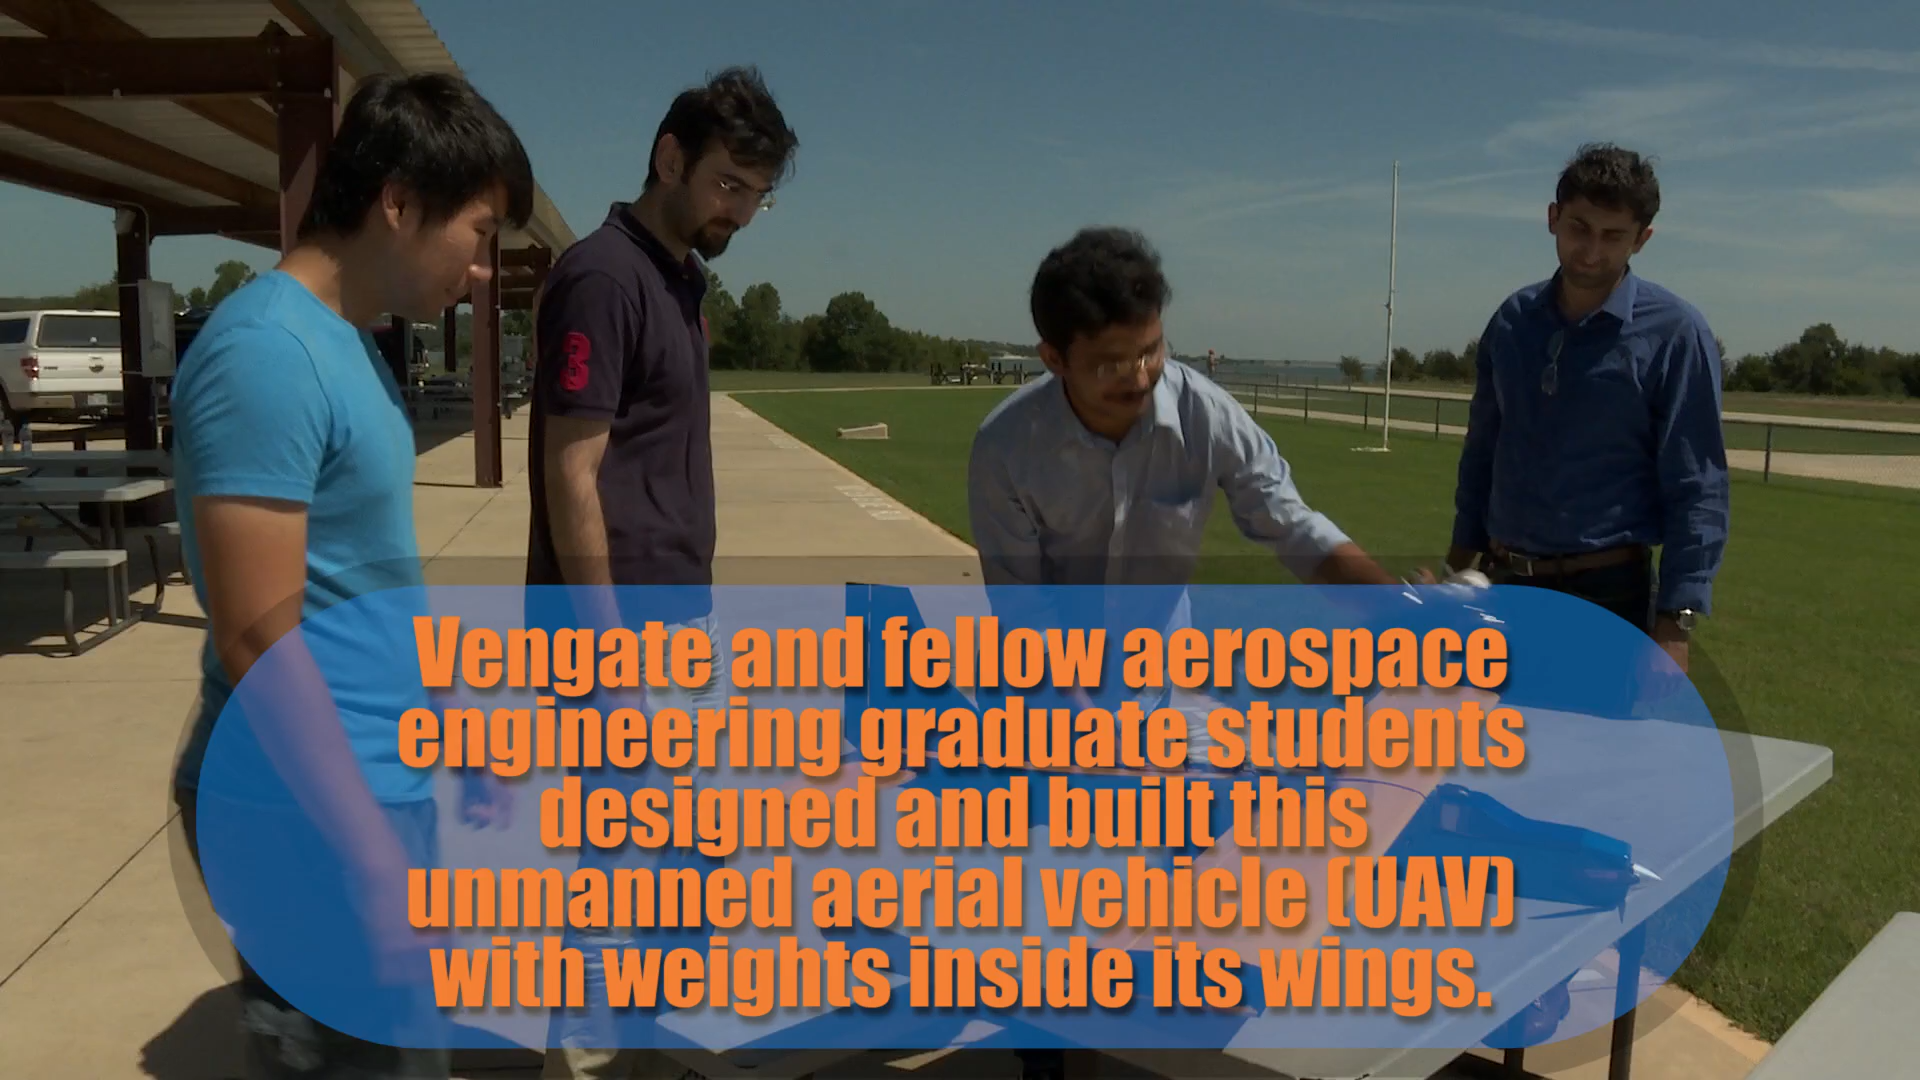 3
Vengate and fellow aerospace
engineering graduate students
designed and built this
unmanned aerial vehicle (UAV)
with weights inside its wings.